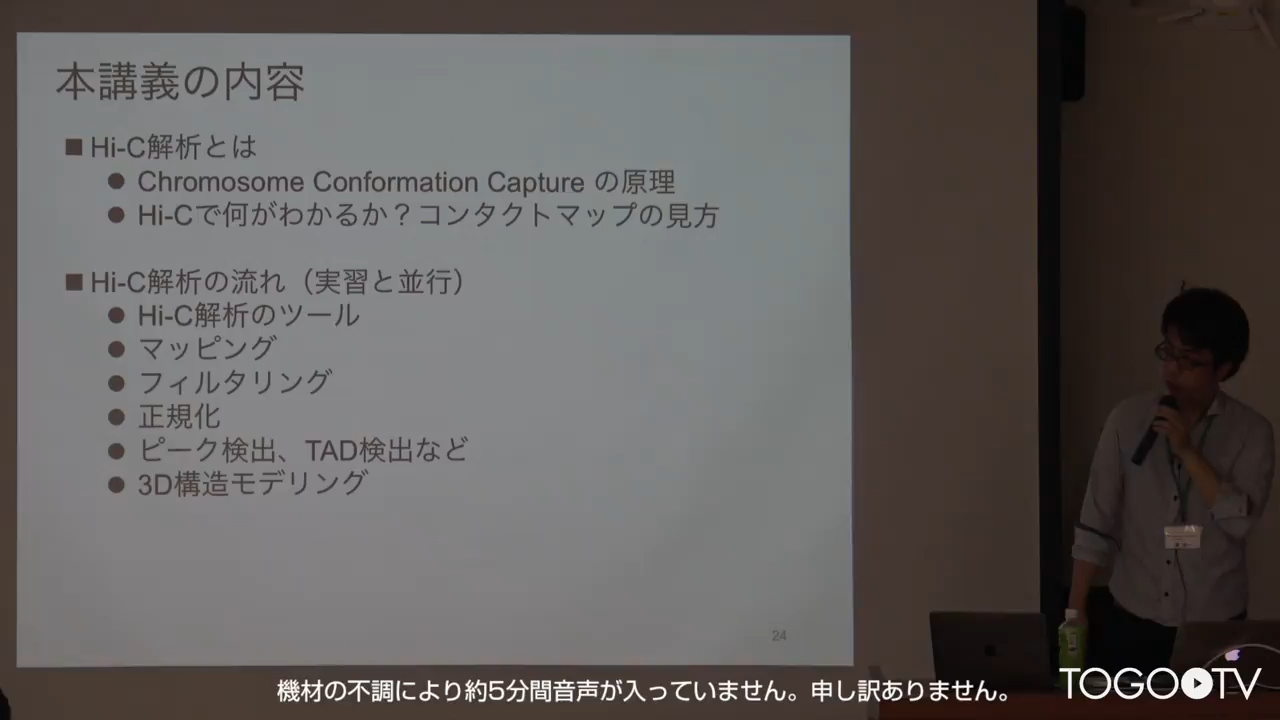 本講義の内容
■ Hi-C解析とは
● Chromosome Conformation Capture の原理
● Hi-Cで何がわかるか？コンタクトマップの見方
■ Hi-C解析の流れ（実習と並行）
● Hi-C解析のツール
● マッピング
● フィルタリング
● 正規化
● ピーク検出、TAD検出など
● 3D構造モデリング
24
機材の不調により約5分間音声が入っていません。申し訳ありません。
TOGOTV